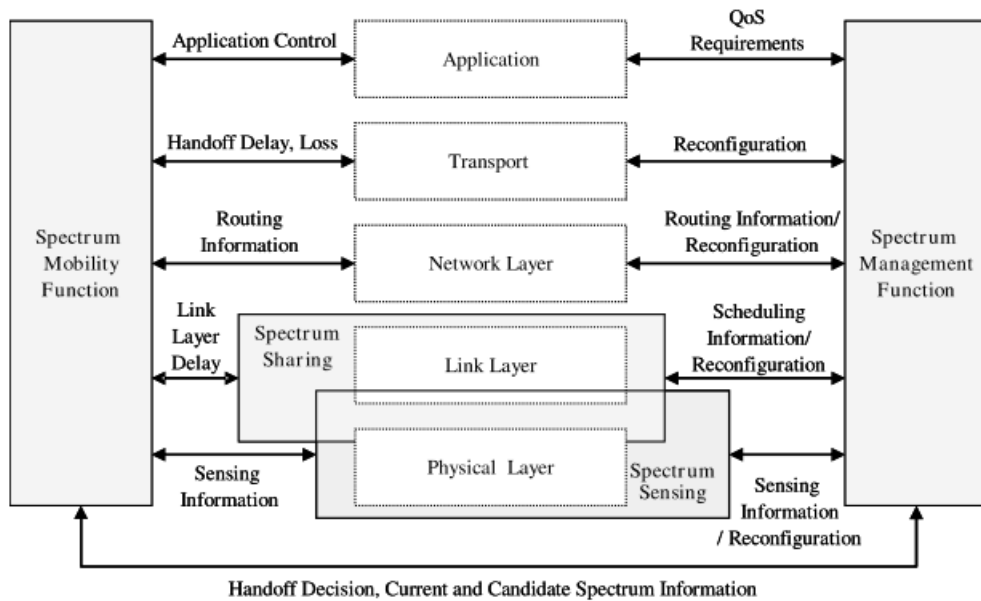 QoS
Requirements
Application Control
Application
Handoff Delay, Loss
Transport
Reconfiguration
Routing
Information
Network Layer
Routing Information/
Reconfiguration
Spectrum
Mobility
Function
Spectrum
Management
Function
Link
Layer
Delay
Spectrum
Sharing
Link Layer
Scheduling
Information/
Reconfiguration
Sensing
Information
Physical Layer
Spectrum
Sensing
Sensing
Information
/ Reconfiguration
Handoff Decision, Current and Candidate Spectrum Information